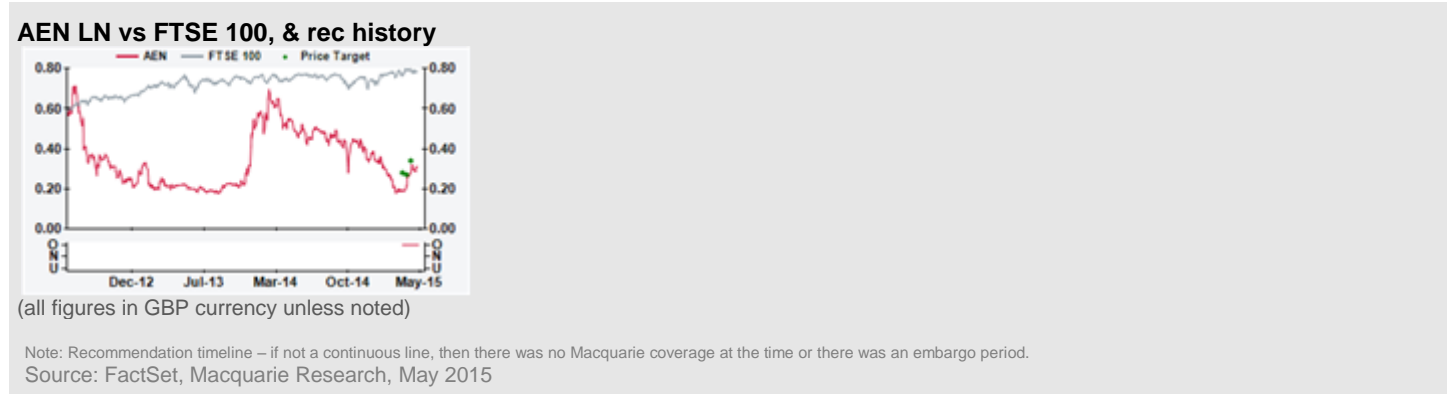 AEN LN vs FTSE 100, & rec history
AEN FTSE 100 Price Target
0.80 0.80
0.60 0.60
0.40 0.40
0.20 0.20
0.00 0.00
O O
N N
U U
Dec-12 Jul-13 Mar-14 Oct-14 May-15
(all figures in GBP currency unless noted)
Note: Recommendation timeline – if not a continuous line, then there was no Macquarie coverage at the time or there was an embargo period.
Source: FactSet, Macquarie Research, May 2015